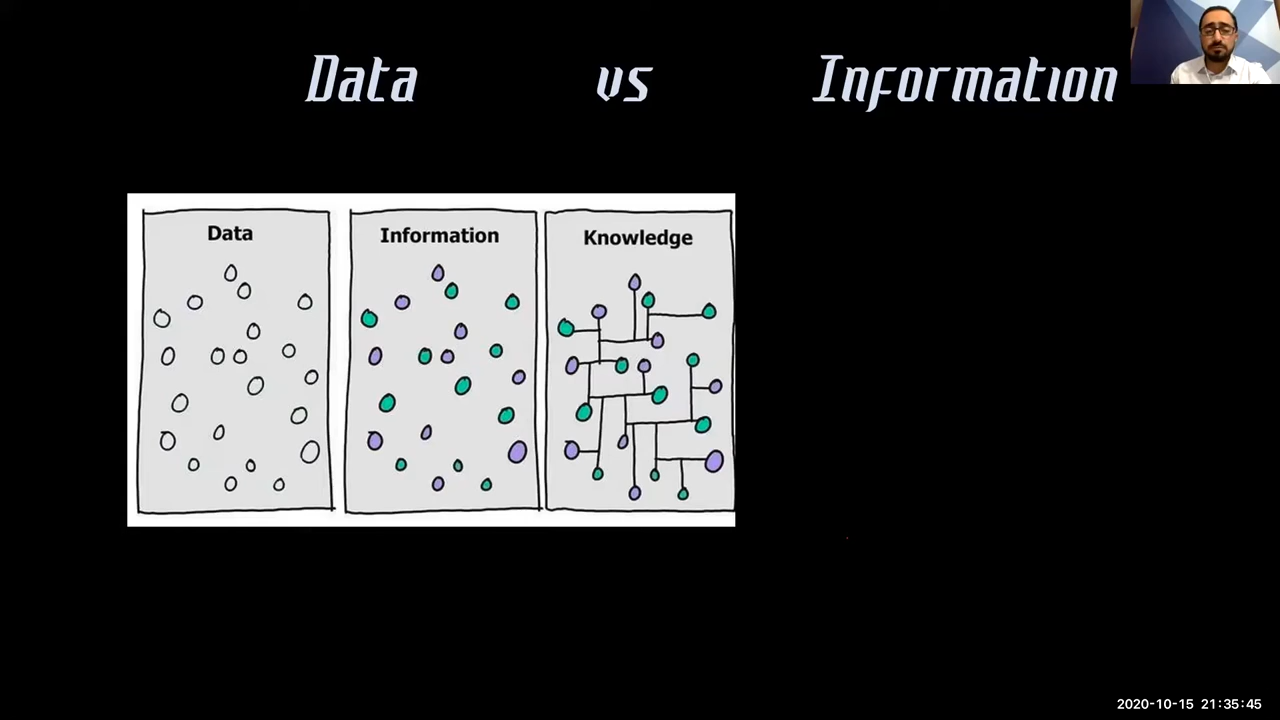 Data vs Information
Data
Information
Knowledge
2020-10-15 21:35:45